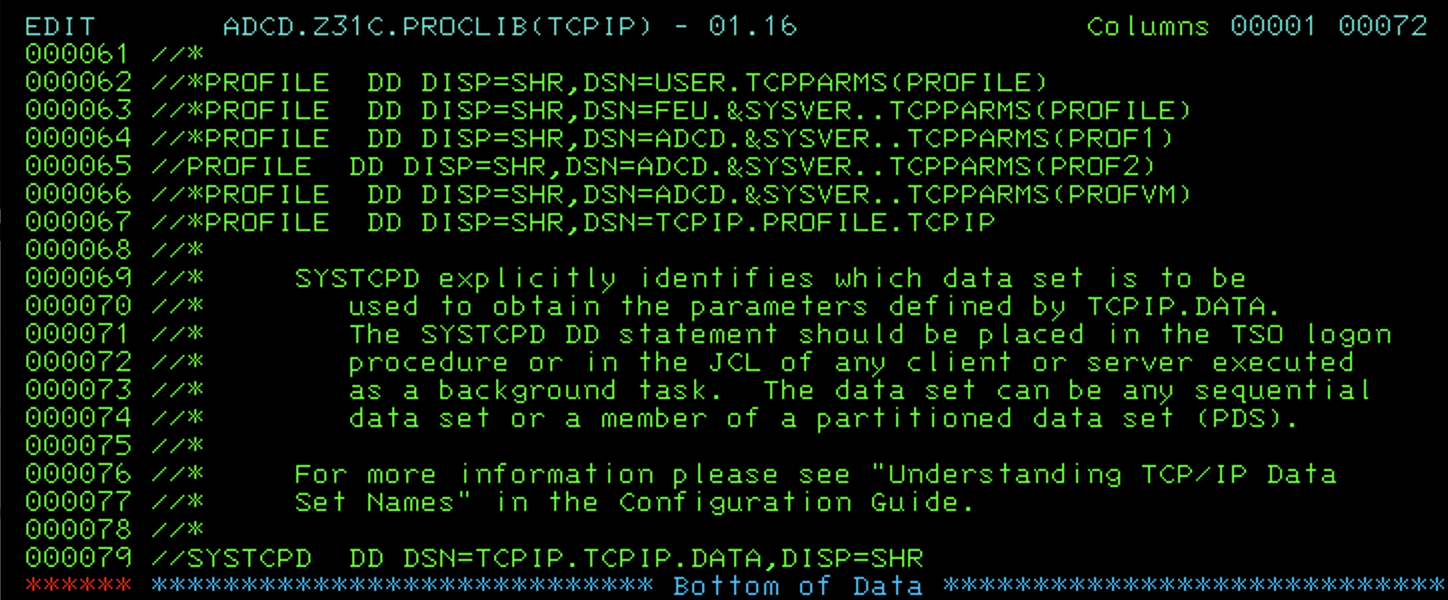 EDIT       ADCD.Z31C.PROCLIB(TCPIP) - 01.16                Columns 00001 00072
000061 //*
000062 //*PROFILE  DD DISP=SHR,DSN=USER.TCPPARMS(PROFILE)
000063 //*PROFILE  DD DISP=SHR,DSN=FEU.&SYSVER..TCPPARMS(PROFILE)
000064 //*PROFILE  DD DISP=SHR,DSN=ADCD.&SYSVER..TCPPARMS(PROF1)
000065 //PROFILE  DD DISP=SHR,DSN=ADCD.&SYSVER..TCPPARMS(PROF2)
000066 //*PROFILE  DD DISP=SHR,DSN=ADCD.&SYSVER..TCPPARMS(PROFVM)
000067 //*PROFILE  DD DISP=SHR,DSN=TCPIP.PROFILE.TCPIP
000068 //*
000069 //*     SYSTCPD explicitly identifies which data set is to be
000070 //*        used to obtain the parameters defined by TCPIP.DATA.
000071 //*        The SYSTCPD DD statement should be placed in the TSO logon
000072 //*        procedure or in the JCL of any client or server executed
000073 //*        as a background task.  The data set can be any sequential
000074 //*        data set or a member of a partitioned data set (PDS).
000075 //*
000076 //*     For more information please see "Understanding TCP/IP Data
000077 //*     Set Names" in the Configuration Guide.
000078 //*
000079 //SYSTCPD  DD DSN=TCPIP.TCPIP.DATA,DISP=SHR
****** **************************** Bottom of Data ****************************